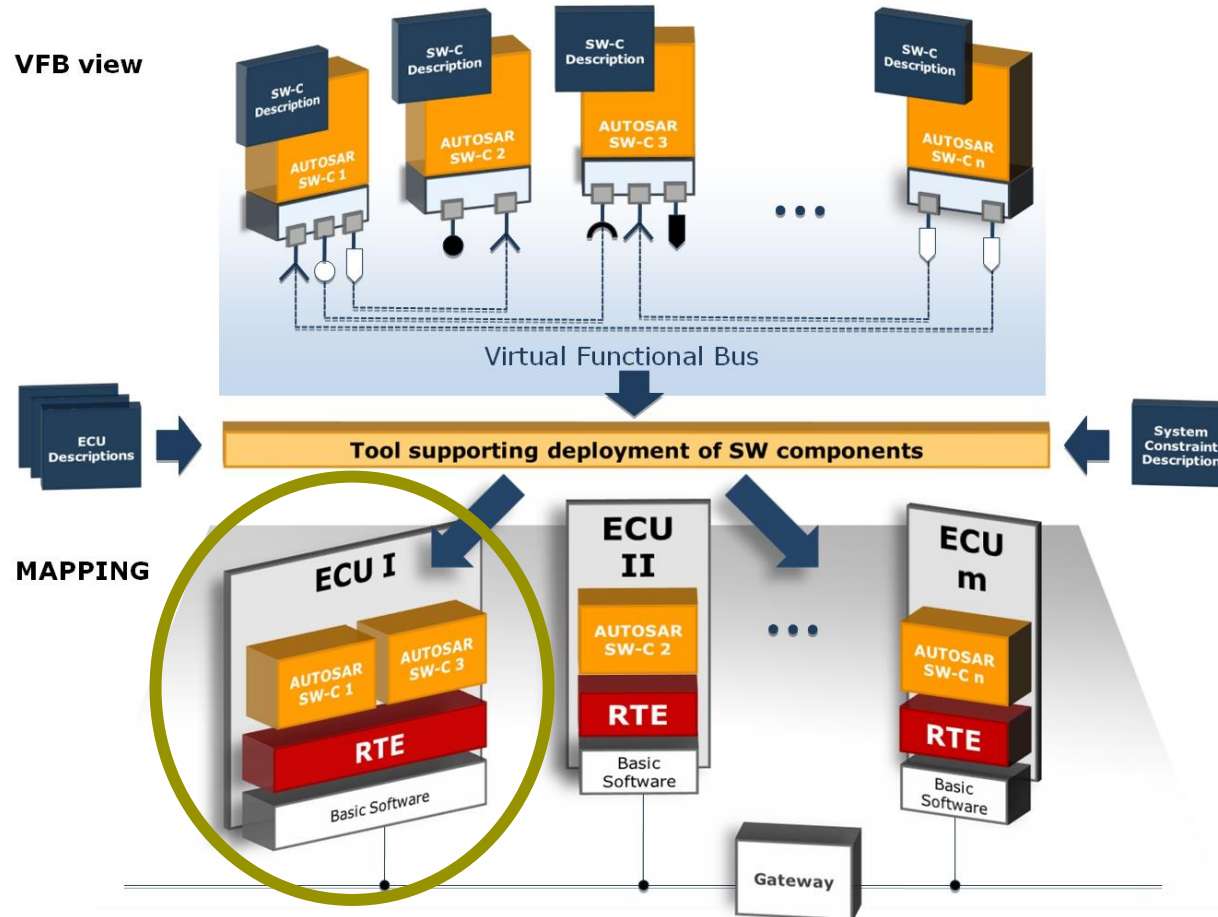 VFB view
SW-C
Description
AUTOSAR
SW-C 1
SW-C
Description
AUTOSAR
SW-C 2
SW-C
Description
AUTOSAR
SW-C 3
SW-C
Description
AUTOSAR
SW-C n
Virtual Functional Bus
ECU
Descriptions
Tool supporting deployment of SW components
System
Constraint
Description
MAPPING
ECU I
AUTOSAR
SW-C 1
AUTOSAR
SW-C 3
RTE
Basic Software
ECU
II
AUTOSAR
SW-C 2
RTE
Basic
Software
ECU
m
AUTOSAR
SW-C n
RTE
Basic
Software
Gateway